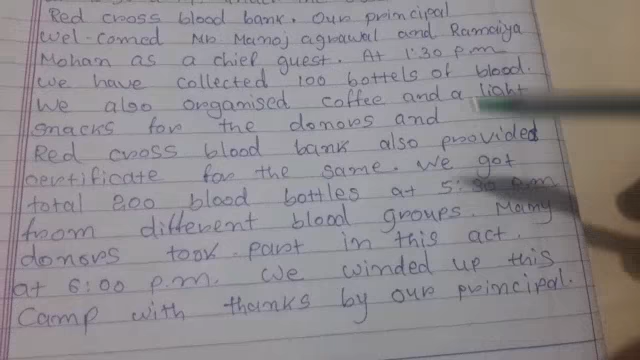 Red cross blood bank. Our principal
Wel-comed Mr Manoj agrawal and Ramaiya
Mohan as a chief guest. At 1:30 p.m
We have collected 100 bottels of blood.
We also organised coffee and a light
snacks for the donors and
Red cross blood bank also provided
certificate for the same. We got
total 200 blood bottles at 5:30 p.m
from different blood groups. Many
donors took part in this act.
at 6:00 p.m. We winded up this
Camp with thanks by our principal.